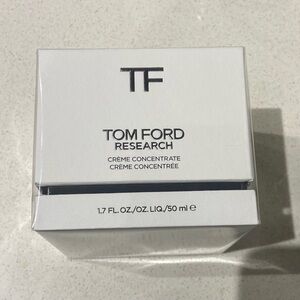 TF
TOM FORD
RESEARCH
CRÈME CONCENTRATE
CRÈME CONCENTRÉE
1.7 FL.OZ./OZ.LIQ./50 ml ℮